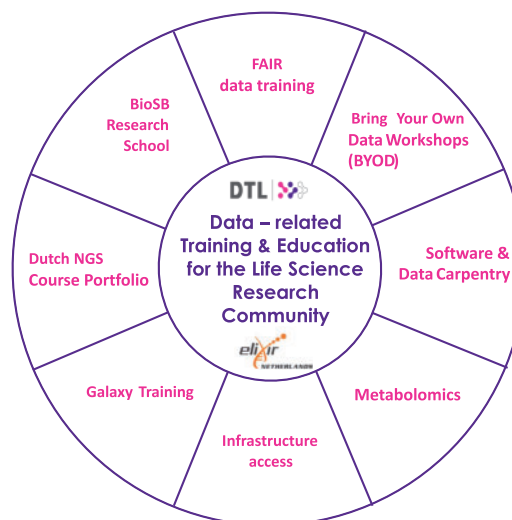 FAIR
data training
Bring Your Own
Data Workshops
(BYOD)
Software &
Data Carpentry
Metabolomics
Infrastructure
access
Galaxy Training
Dutch NGS
Course Portfolio
BioSB
Research
School
DTL
Data – related
Training & Education
for the Life Science
Research
Community
elixir
NETHERLANDS